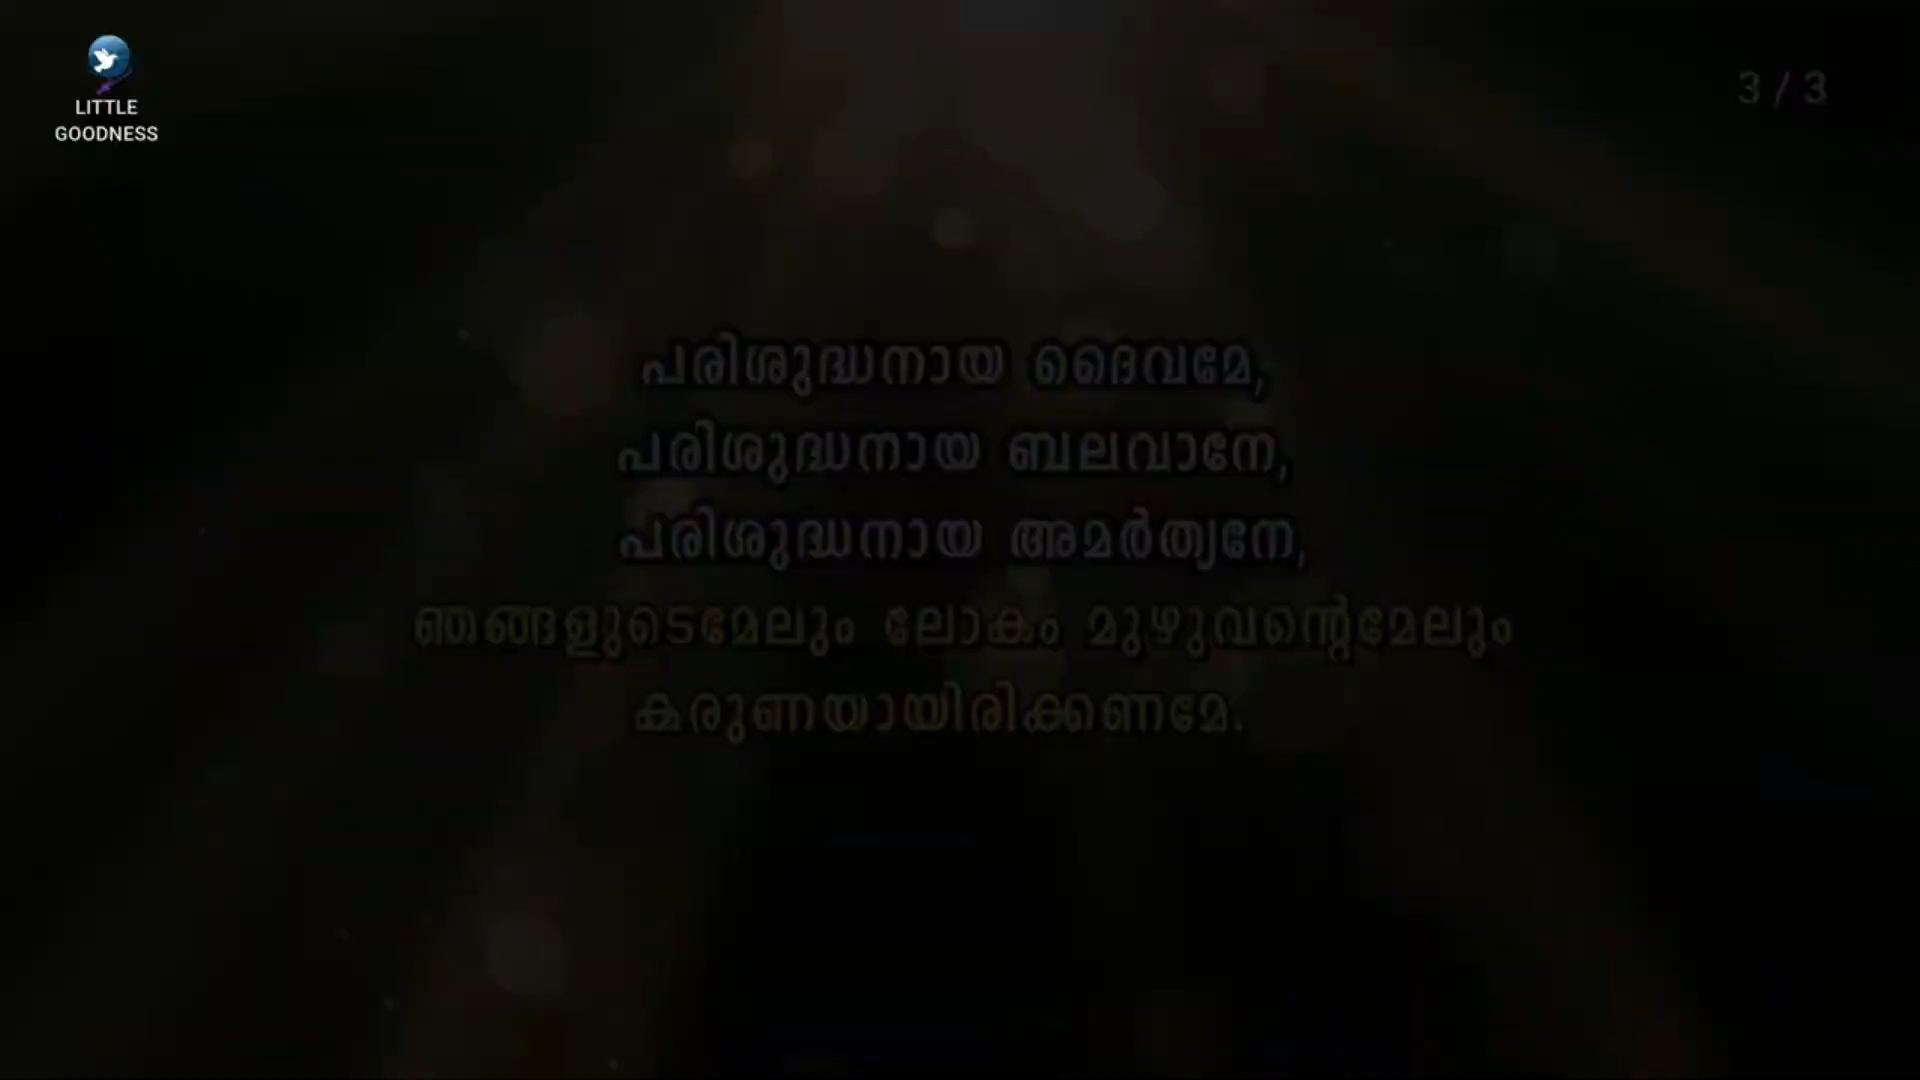 LITTLE
GOODNESS
3 / 3
പരിശുദ്ധനായ ദൈവമേ,
പരിശുദ്ധനായ ബലവാനേ,
പരിശുദ്ധനായ അമർത്യനേ,
ഞങ്ങളുടെമേലും ലോകം മുഴുവന്റെമേലും
കരുണയായിരിക്കണമേ.